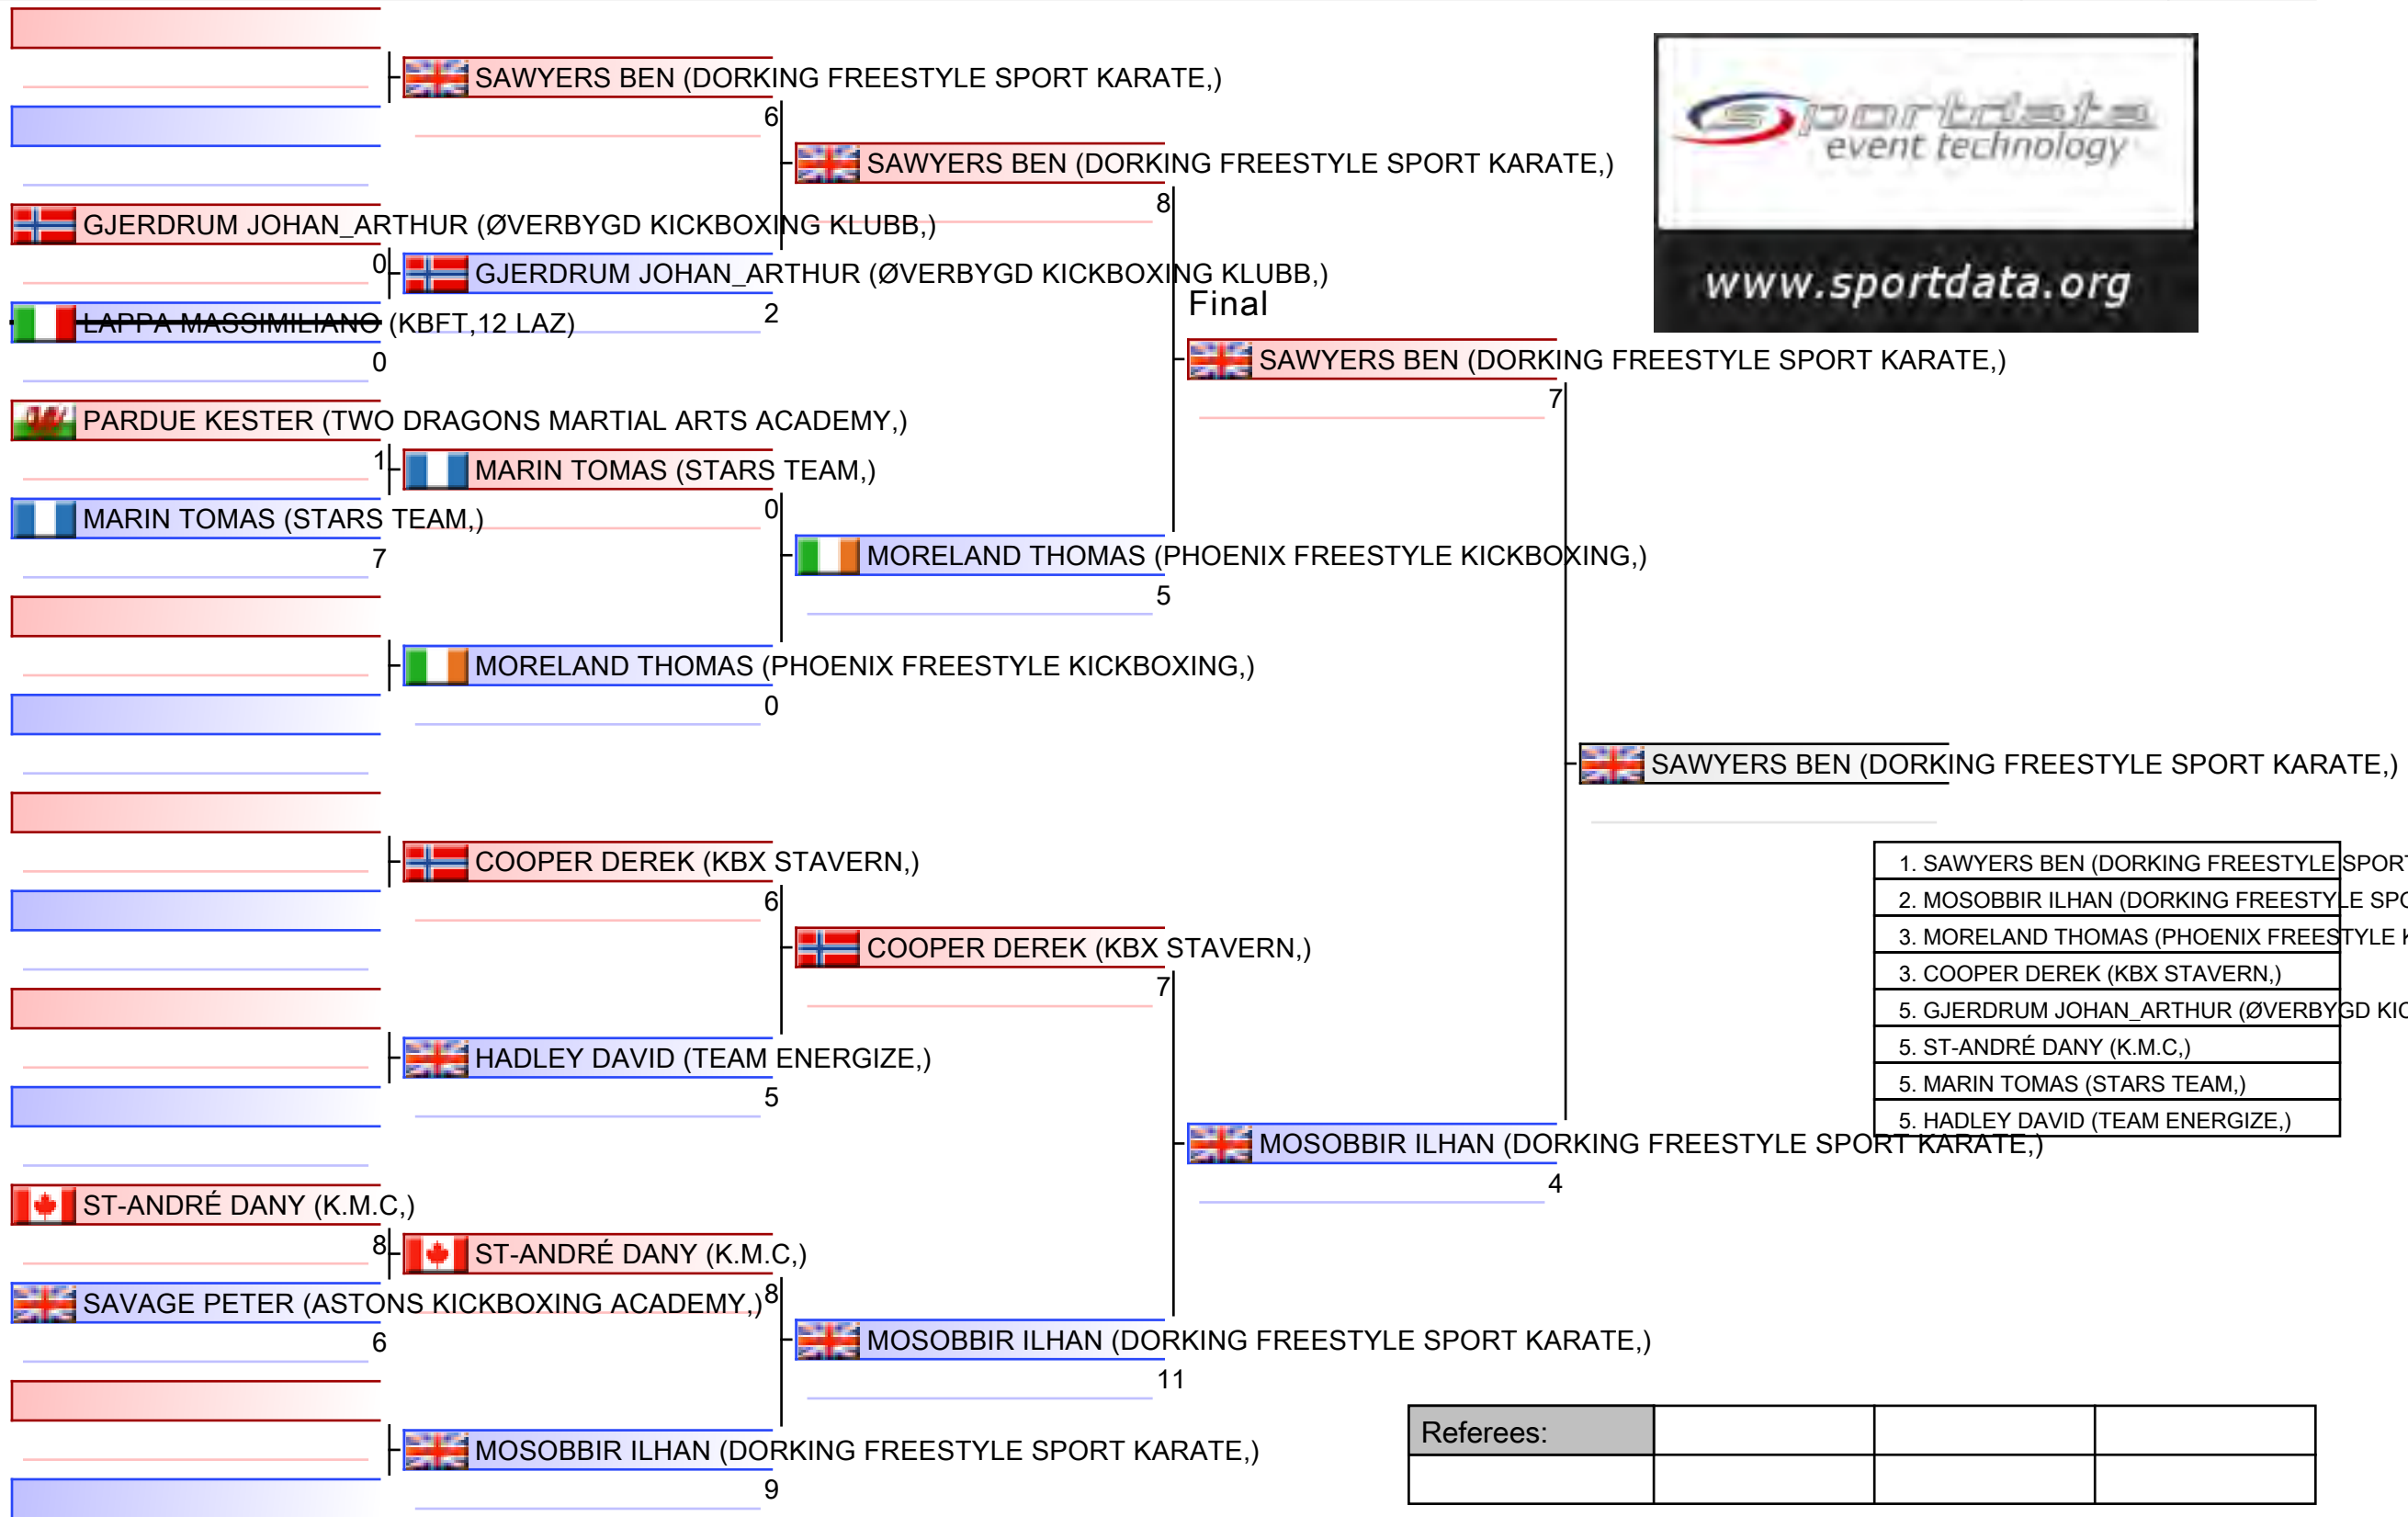 SAWYERS BEN (DORKING FREESTYLE SPORT KARATE,)
6
SAWYERS BEN (DORKING FREESTYLE SPORT KARATE,)
8
GJERDRUM JOHAN_ARTHUR (ØVERBYGD KICKBOXING KLUBB,)
0
GJERDRUM JOHAN_ARTHUR (ØVERBYGD KICKBOXING KLUBB,)
2
LAPPA MASSIMILIANO (KBFT,12 LAZ)
0
sportdata
event technology
www.sportdata.org
Final
SAWYERS BEN (DORKING FREESTYLE SPORT KARATE,)
7
PARDUE KESTER (TWO DRAGONS MARTIAL ARTS ACADEMY,)
1
MARIN TOMAS (STARS TEAM,)
0
MARIN TOMAS (STARS TEAM,)
7
MORELAND THOMAS (PHOENIX FREESTYLE KICKBOXING,)
5
MORELAND THOMAS (PHOENIX FREESTYLE KICKBOXING,)
0
SAWYERS BEN (DORKING FREESTYLE SPORT KARATE,)
COOPER DEREK (KBX STAVERN,)
6
COOPER DEREK (KBX STAVERN,)
7
HADLEY DAVID (TEAM ENERGIZE,)
5
1. SAWYERS BEN (DORKING FREESTYLE SPORT
2. MOSOBBIR ILHAN (DORKING FREESTYLE SPO
3. MORELAND THOMAS (PHOENIX FREESTYLE K
3. COOPER DEREK (KBX STAVERN,)
5. GJERDRUM JOHAN_ARTHUR (ØVERBYGD KIC
5. ST-ANDRÉ DANY (K.M.C,)
5. MARIN TOMAS (STARS TEAM,)
5. HADLEY DAVID (TEAM ENERGIZE,)
MOSOBBIR ILHAN (DORKING FREESTYLE SPORT KARATE,)
4
ST-ANDRÉ DANY (K.M.C,)
8
ST-ANDRÉ DANY (K.M.C,)
8
SAVAGE PETER (ASTONS KICKBOXING ACADEMY,)
6
MOSOBBIR ILHAN (DORKING FREESTYLE SPORT KARATE,)
11
MOSOBBIR ILHAN (DORKING FREESTYLE SPORT KARATE,)
9
Referees: